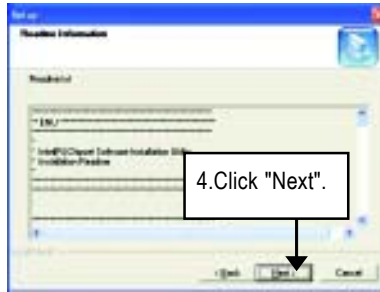 Setup
Readme Information
Readme.txt
Intel(R) Chipset Software Installation Utility
Installation Readme
4.Click "Next".
< Back
Next >
Cancel